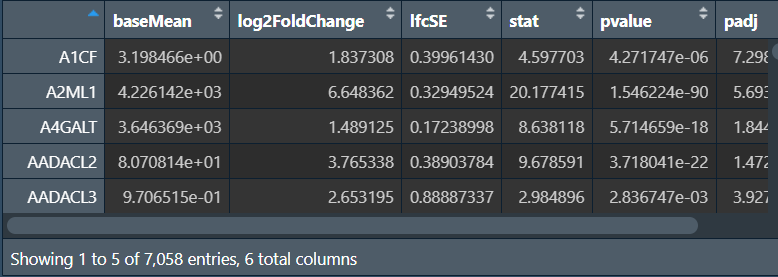 baseMean log2FoldChange lfcSE stat pvalue padj
A1CF 3.198466e+00 1.837308 0.39961430 4.597703 4.271747e-06 7.298
A2ML1 4.226142e+03 6.648362 0.32949524 20.177415 1.546224e-90 5.693
A4GALT 3.646369e+03 1.489125 0.17238998 8.638118 5.714659e-18 1.844
AADACL2 8.070814e+01 3.765338 0.38903784 9.678591 3.718041e-22 1.472
AADACL3 9.706515e-01 2.653195 0.88887337 2.984896 2.836747e-03 3.927
Showing 1 to 5 of 7,058 entries, 6 total columns